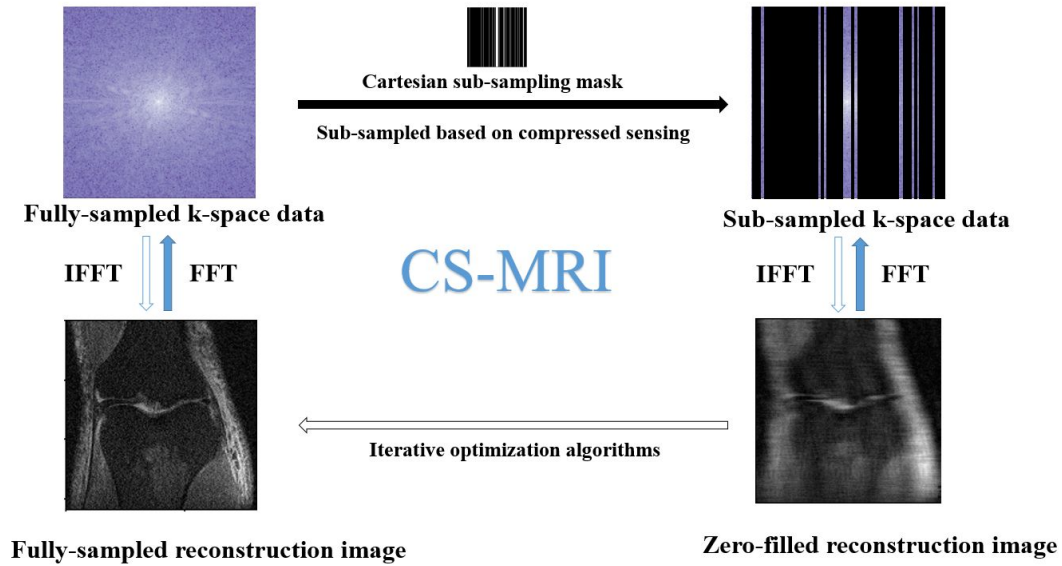 Cartesian sub-sampling mask
Sub-sampled based on compressed sensing
Fully-sampled k-space data
Sub-sampled k-space data
IFFT
FFT
CS-MRI
IFFT
FFT
Iterative optimization algorithms
Fully-sampled reconstruction image
Zero-filled reconstruction image